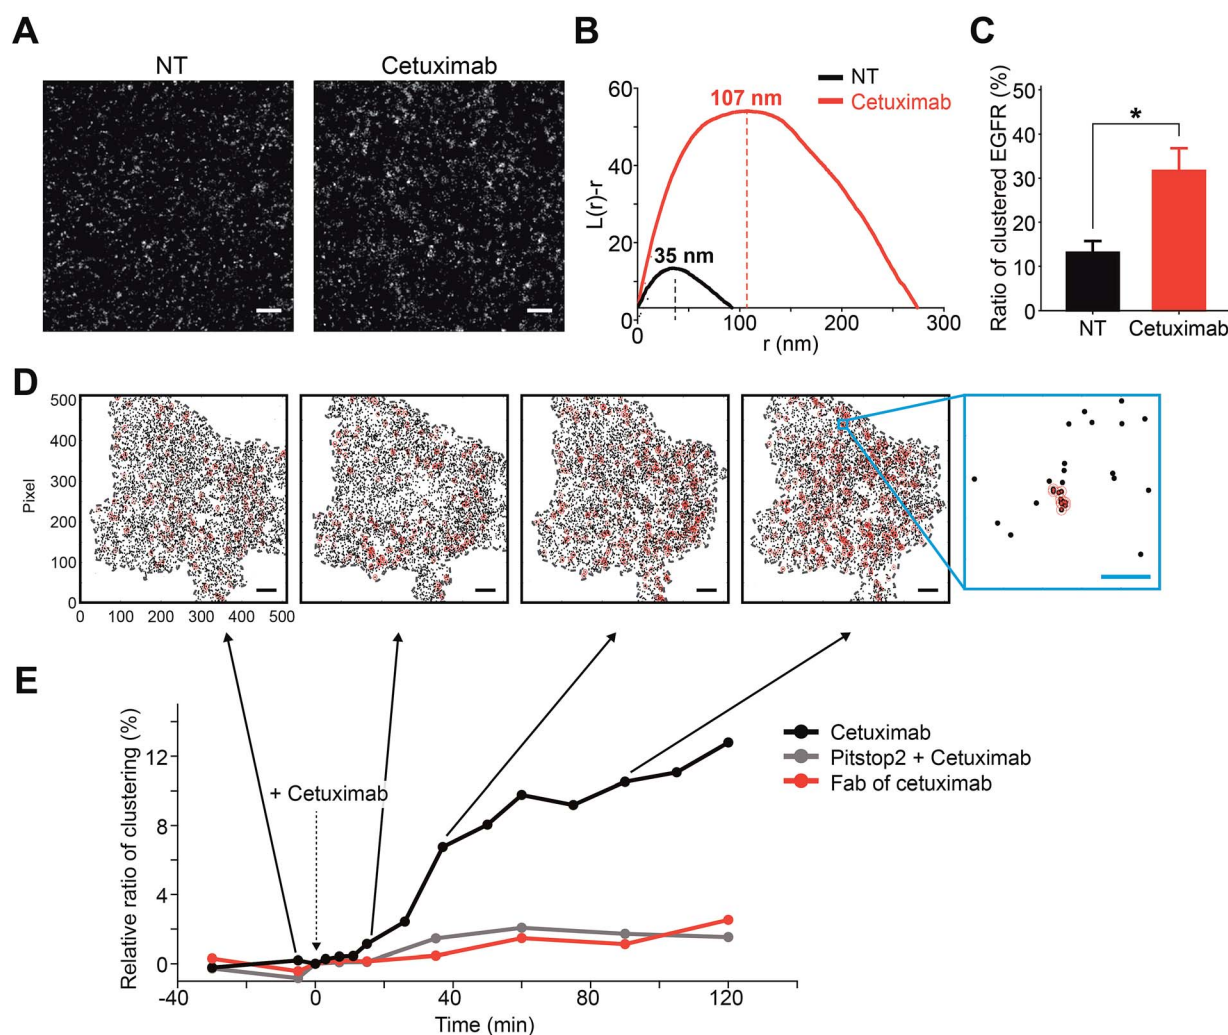 A
NT
Cetuximab
B
NT
Cetuximab
107 nm
35 nm
60
40
20
0
L(r)-r
0
100
200
300
r (nm)
C
Ratio of clustered EGFR (%)
50
40
30
20
10
0
*
NT
Cetuximab
D
Pixel
500
400
300
200
100
0
0 100 200 300 400 500
E
Relative ratio of clustering (%)
12
8
4
0
+ Cetuximab
Cetuximab
Pitstop2 + Cetuximab
Fab of cetuximab
-40 0 40 80 120
Time (min)